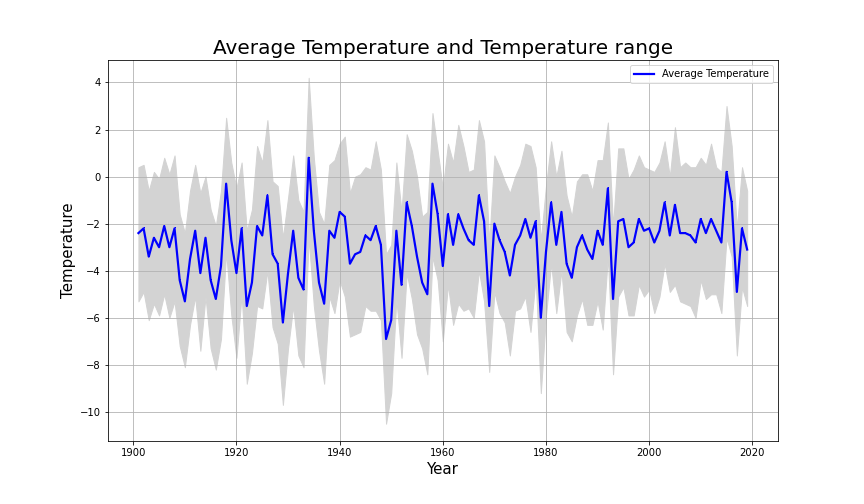 Average Temperature and Temperature range
Average Temperature
4
2
0
−2
−4
−6
−8
−10
Temperature
1900 1920 1940 1960 1980 2000 2020
Year